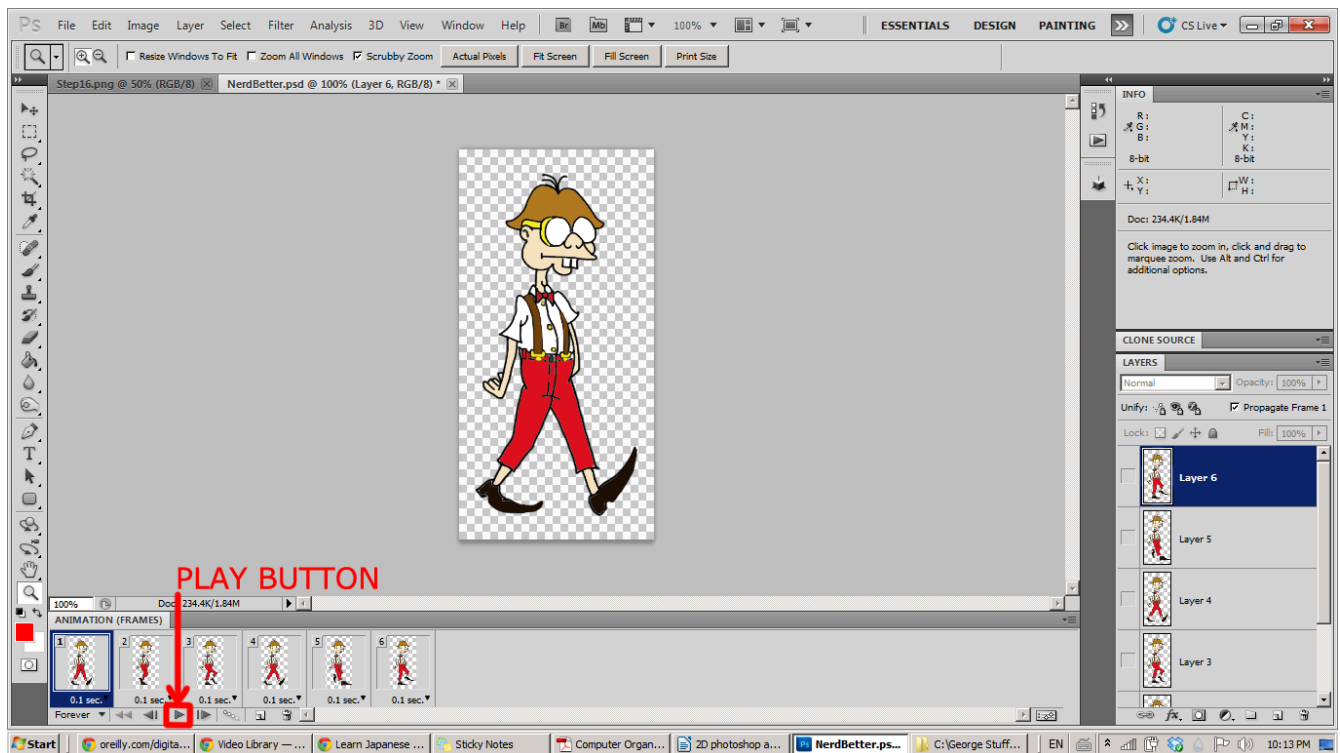 Ps File Edit Image Layer Select Filter Analysis 3D View Window Help Br Mb 100% ESSENTIALS DESIGN PAINTING CS Live
Resize Windows To Fit Zoom All Windows Scrubby Zoom Actual Pixels Fit Screen Fill Screen Print Size
Step16.png @ 50% (RGB/8) NerdBetter.psd @ 100% (Layer 6, RGB/8) *
INFO
R: C:
G: M:
B: Y:
K:
8-bit 8-bit
X: W:
Y: H:
Doc: 234.4K/1.84M
Click image to zoom in, click and drag to
marquee zoom. Use Alt and Ctrl for
additional options.
CLONE SOURCE
LAYERS
Normal Opacity: 100%
Unify: Propagate Frame 1
Lock: Fill: 100%
Layer 6
Layer 5
Layer 4
Layer 3
PLAY BUTTON
100% Doc: 234.4K/1.84M
ANIMATION (FRAMES)
1 2 3 4 5 6
0.1 sec. 0.1 sec. 0.1 sec. 0.1 sec. 0.1 sec. 0.1 sec.
Forever
Start oreilly.com/digita... Video Library — ... Learn Japanese ... Sticky Notes Computer Organ... 2D photoshop a... NerdBetter.ps... C:\George Stuff... EN 10:13 PM